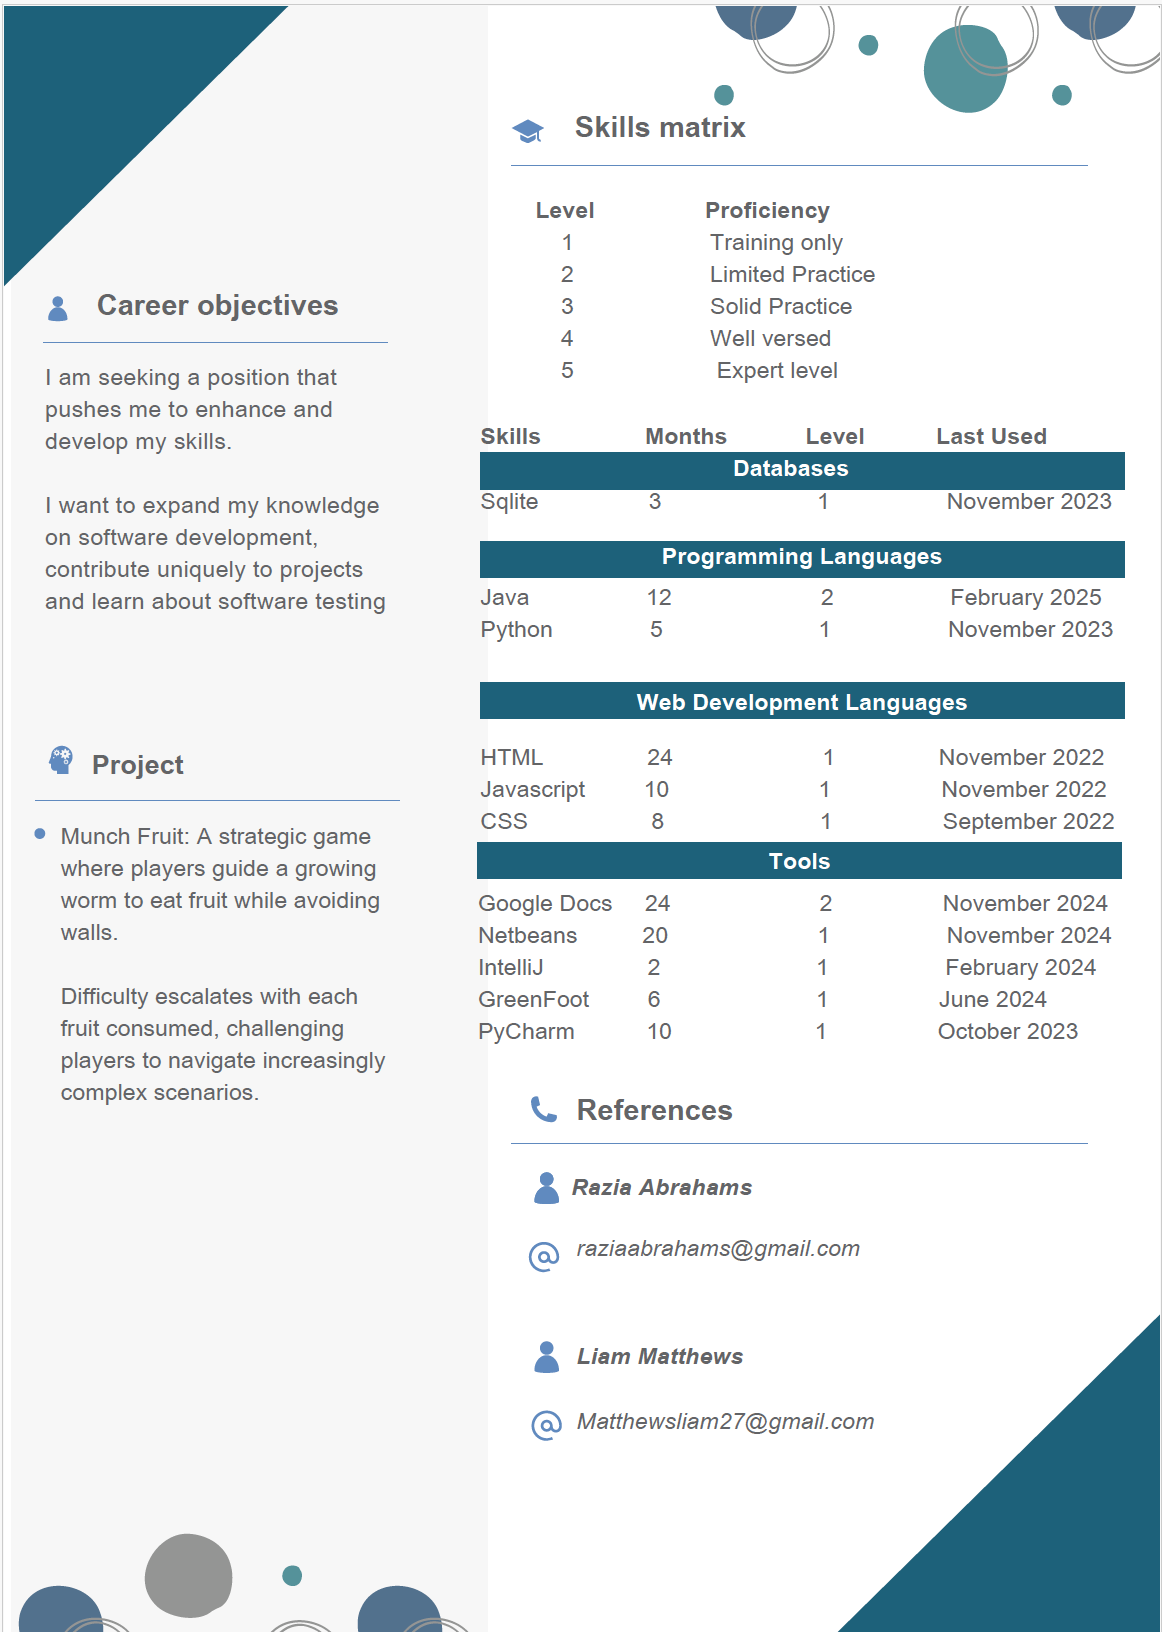 Career objectives
I am seeking a position that
pushes me to enhance and
develop my skills.
I want to expand my knowledge
on software development,
contribute uniquely to projects
and learn about software testing
Project
Munch Fruit: A strategic game
where players guide a growing
worm to eat fruit while avoiding
walls.
Difficulty escalates with each
fruit consumed, challenging
players to navigate increasingly
complex scenarios.
Skills matrix
Level Proficiency
1 Training only
2 Limited Practice
3 Solid Practice
4 Well versed
5 Expert level
Skills Months Level Last Used
Databases
Sqlite 3 1 November 2023
Programming Languages
Java 12 2 February 2025
Python 5 1 November 2023
Web Development Languages
HTML 24 1 November 2022
Javascript 10 1 November 2022
CSS 8 1 September 2022
Tools
Google Docs 24 2 November 2024
Netbeans 20 1 November 2024
IntelliJ 2 1 February 2024
GreenFoot 6 1 June 2024
PyCharm 10 1 October 2023
References
Razia Abrahams
raziaabrahams@gmail.com
Liam Matthews
Matthewsliam27@gmail.com